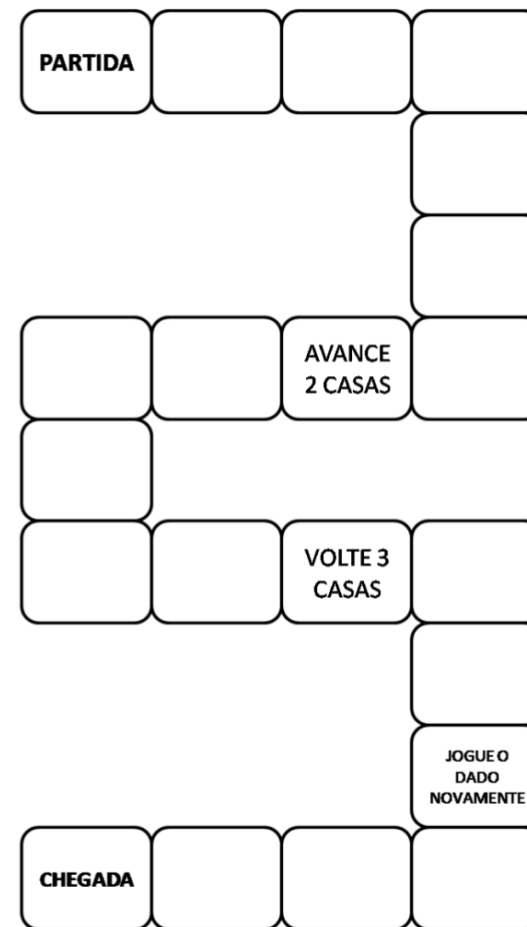 PARTIDA
AVANCE
2 CASAS
VOLTE 3
CASAS
JOGUE O
DADO
NOVAMENTE
CHEGADA